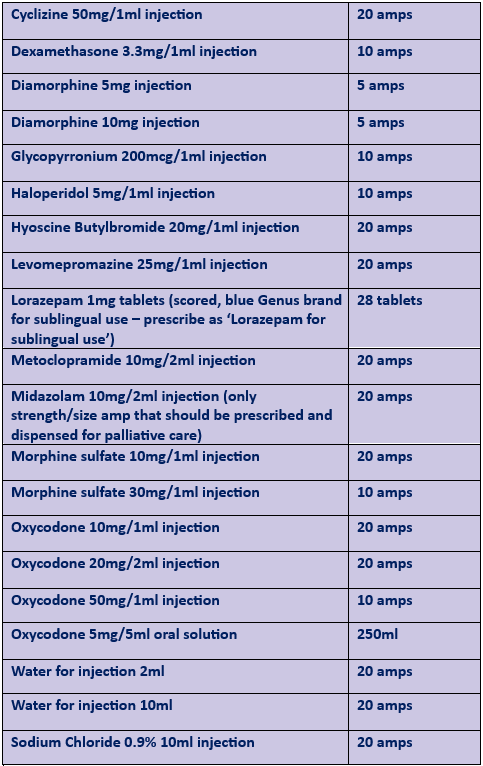 Cyclizine 50mg/1ml injection 20 amps
Dexamethasone 3.3mg/1ml injection 10 amps
Diamorphine 5mg injection 5 amps
Diamorphine 10mg injection 5 amps
Glycopyrronium 200mcg/1ml injection 10 amps
Haloperidol 5mg/1ml injection 10 amps
Hyoscine Butylbromide 20mg/1ml injection 20 amps
Levomepromazine 25mg/1ml injection 20 amps
Lorazepam 1mg tablets (scored, blue Genus brand 28 tablets
for sublingual use – prescribe as ‘Lorazepam for
sublingual use’)
Metoclopramide 10mg/2ml injection 20 amps
Midazolam 10mg/2ml injection (only 20 amps
strength/size amp that should be prescribed and
dispensed for palliative care)
Morphine sulfate 10mg/1ml injection 20 amps
Morphine sulfate 30mg/1ml injection 10 amps
Oxycodone 10mg/1ml injection 20 amps
Oxycodone 20mg/2ml injection 20 amps
Oxycodone 50mg/1ml injection 10 amps
Oxycodone 5mg/5ml oral solution 250ml
Water for injection 2ml 20 amps
Water for injection 10ml 20 amps
Sodium Chloride 0.9% 10ml injection 20 amps